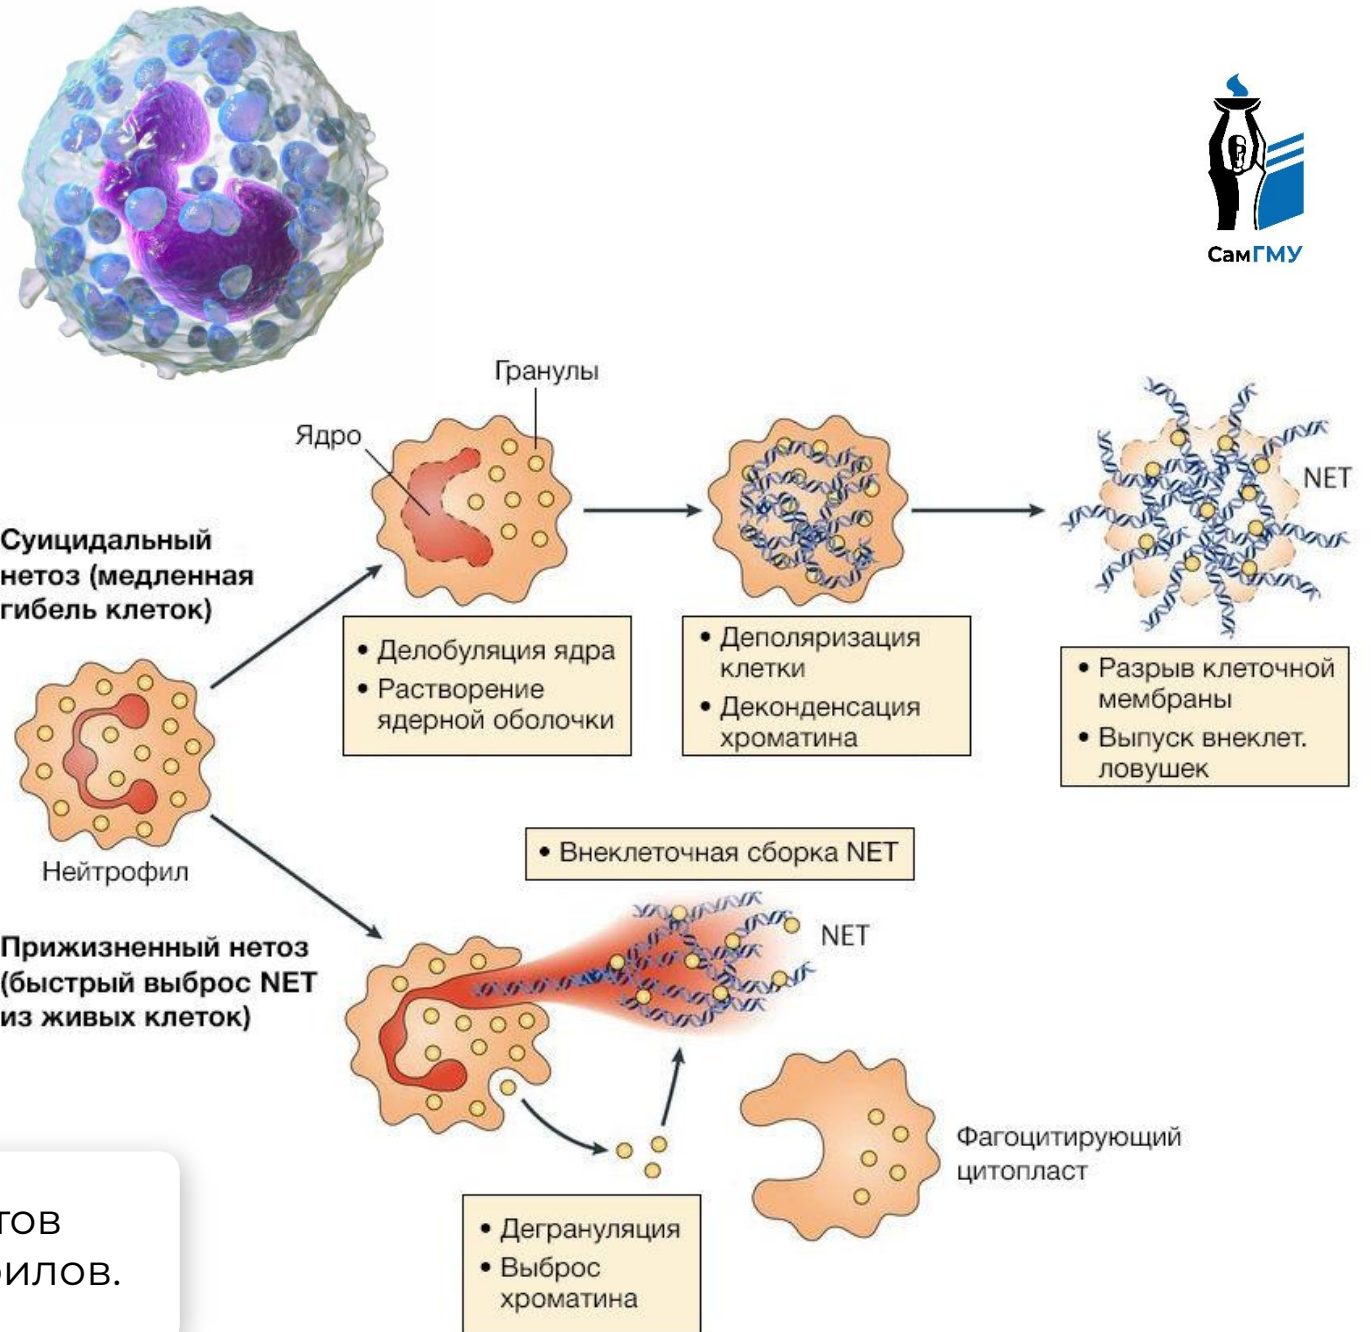 СамГМУ
Гранулы
Ядро
NET
Суицидальный
нетоз (медленная
гибель клеток)
• Делобуляция ядра
• Растворение
ядерной оболочки
• Деполяризация
клетки
• Деконденсация
хроматина
• Разрыв клеточной
мембраны
• Выпуск внеклет.
ловушек
Нейтрофил
• Внеклеточная сборка NET
NET
Прижизненный нетоз
(быстрый выброс NET
из живых клеток)
Фагоцитирующий
цитопласт
• Дегрануляция
• Выброс
хроматина
тов
илов.